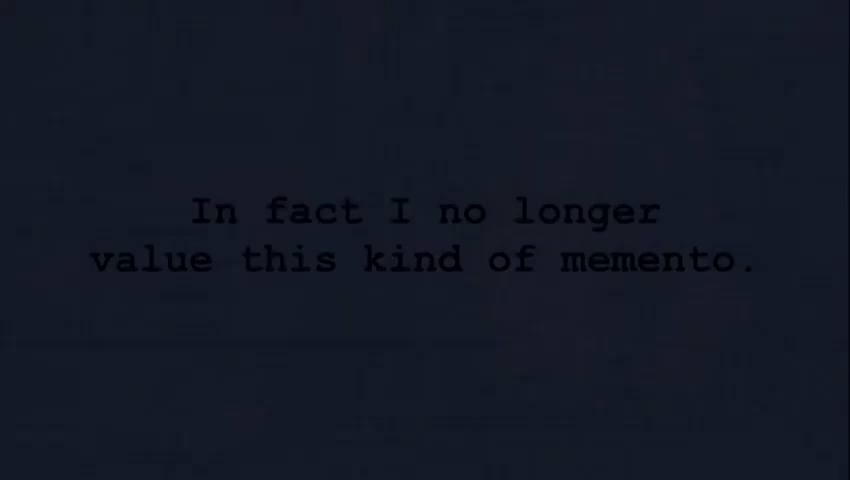 In fact I no longer
value this kind of memento.